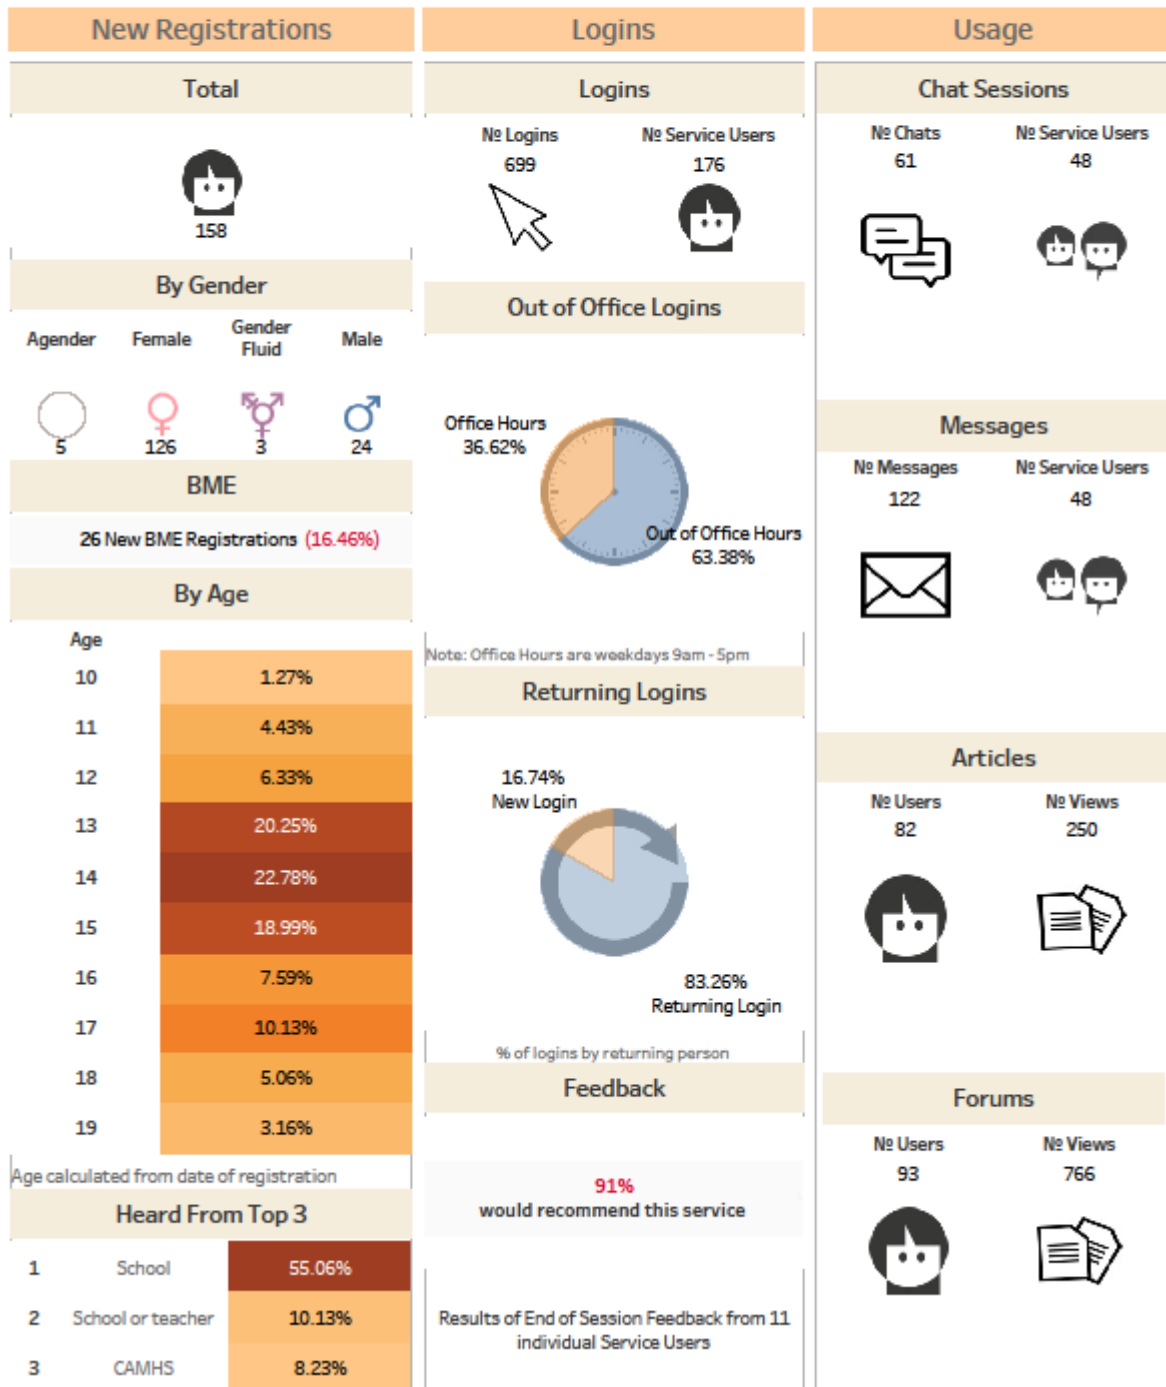 New Registrations
Total
158
By Gender
Agender Female Gender Fluid Male
5 126 3 24
BME
26 New BME Registrations (16.46%)
By Age
Age
10 1.27%
11 4.43%
12 6.33%
13 20.25%
14 22.78%
15 18.99%
16 7.59%
17 10.13%
18 5.06%
19 3.16%
Age calculated from date of registration
Heard From Top 3
1 School 55.06%
2 School or teacher 10.13%
3 CAMHS 8.23%
Logins
Logins
№ Logins № Service Users
699 176
Out of Office Logins
Office Hours
36.62%
Out of Office Hours
63.38%
Note: Office Hours are weekdays 9am - 5pm
Returning Logins
16.74%
New Login
83.26%
Returning Login
% of logins by returning person
Feedback
91%
would recommend this service
Results of End of Session Feedback from 11
individual Service Users
Usage
Chat Sessions
№ Chats № Service Users
61 48
Messages
№ Messages № Service Users
122 48
Articles
№ Users № Views
82 250
Forums
№ Users № Views
93 766